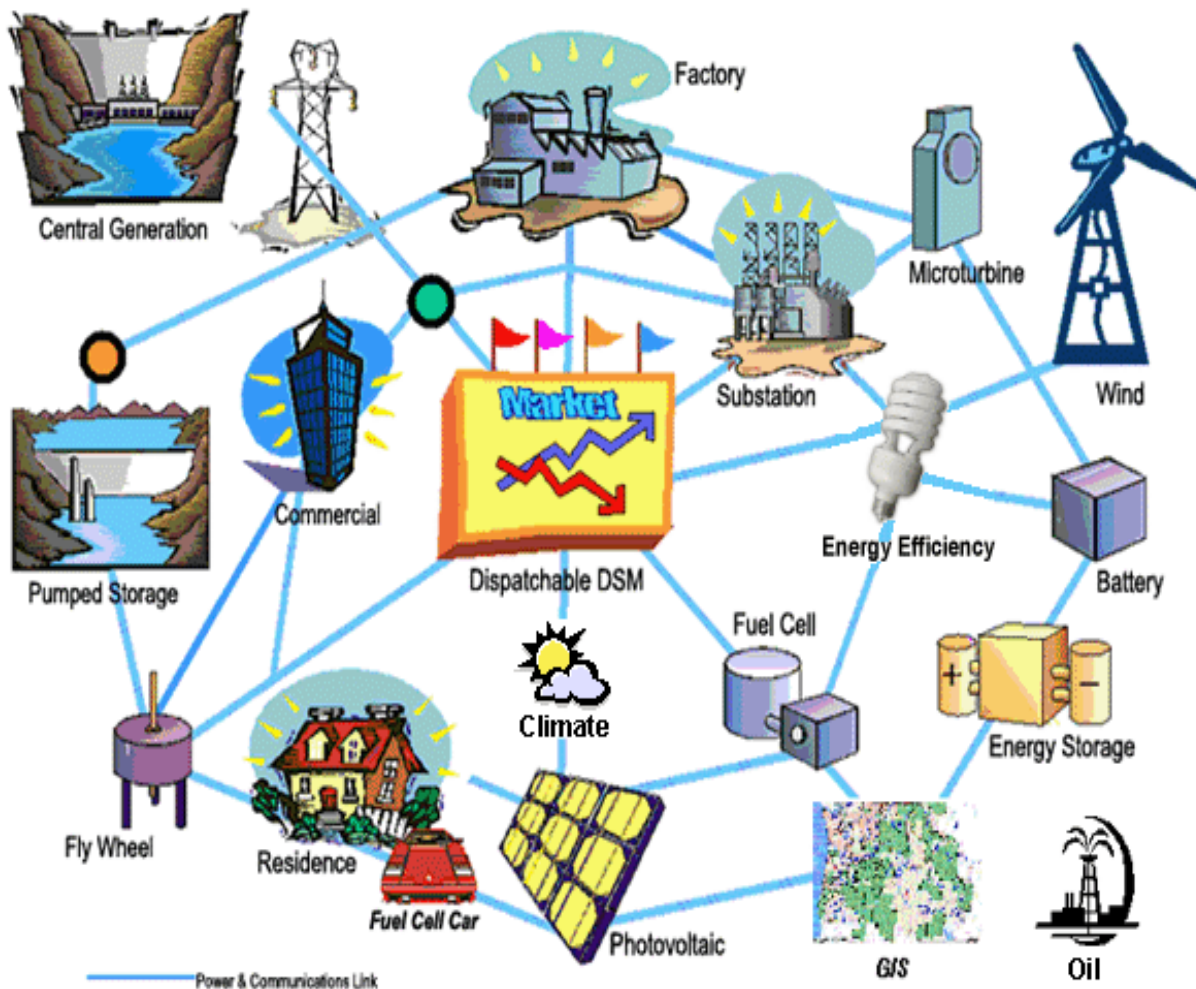 Factory
Central Generation
Microturbine
Wind
Substation
Market
Commercial
Energy Efficiency
Battery
Pumped Storage
Dispatchable DSM
Fuel Cell
+
−
Climate
Energy Storage
Fly Wheel
Residence
Fuel Cell Car
Photovoltaic
GIS
Oil
Power & Communications Link